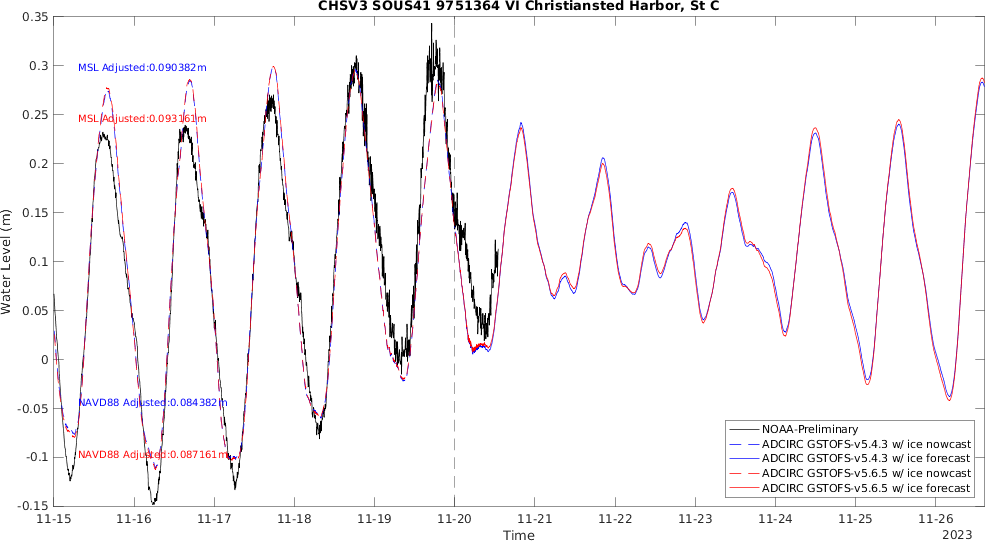 CHSV3 SOUS41 9751364 VI Christiansted Harbor, St C
0.35
0.3
0.25
0.2
0.15
0.1
0.05
0
-0.05
-0.1
-0.15
Water Level (m)
MSL Adjusted:0.090382m
MSL Adjusted:0.093161m
NAVD88 Adjusted:0.084382m
NAVD88 Adjusted:0.087161m
NOAA-Preliminary
ADCIRC GSTOFS-v5.4.3 w/ ice nowcast
ADCIRC GSTOFS-v5.4.3 w/ ice forecast
ADCIRC GSTOFS-v5.6.5 w/ ice nowcast
ADCIRC GSTOFS-v5.6.5 w/ ice forecast
11-15 11-16 11-17 11-18 11-19 11-20 11-21 11-22 11-23 11-24 11-25 11-26
Time
2023